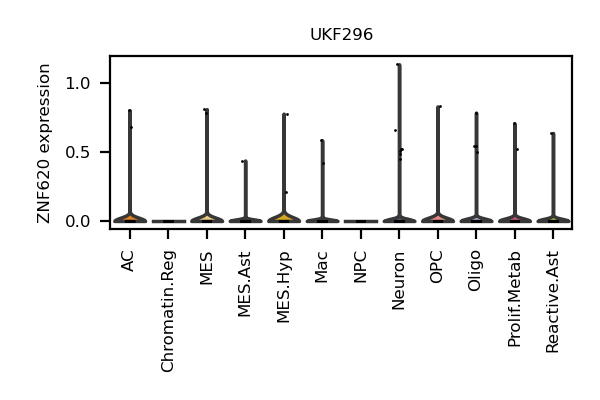 UKF296
ZNF620 expression
1.0
0.5
0.0
AC
Chromatin.Reg
MES
MES.Ast
MES.Hyp
Mac
NPC
Neuron
OPC
Oligo
Prolif.Metab
Reactive.Ast